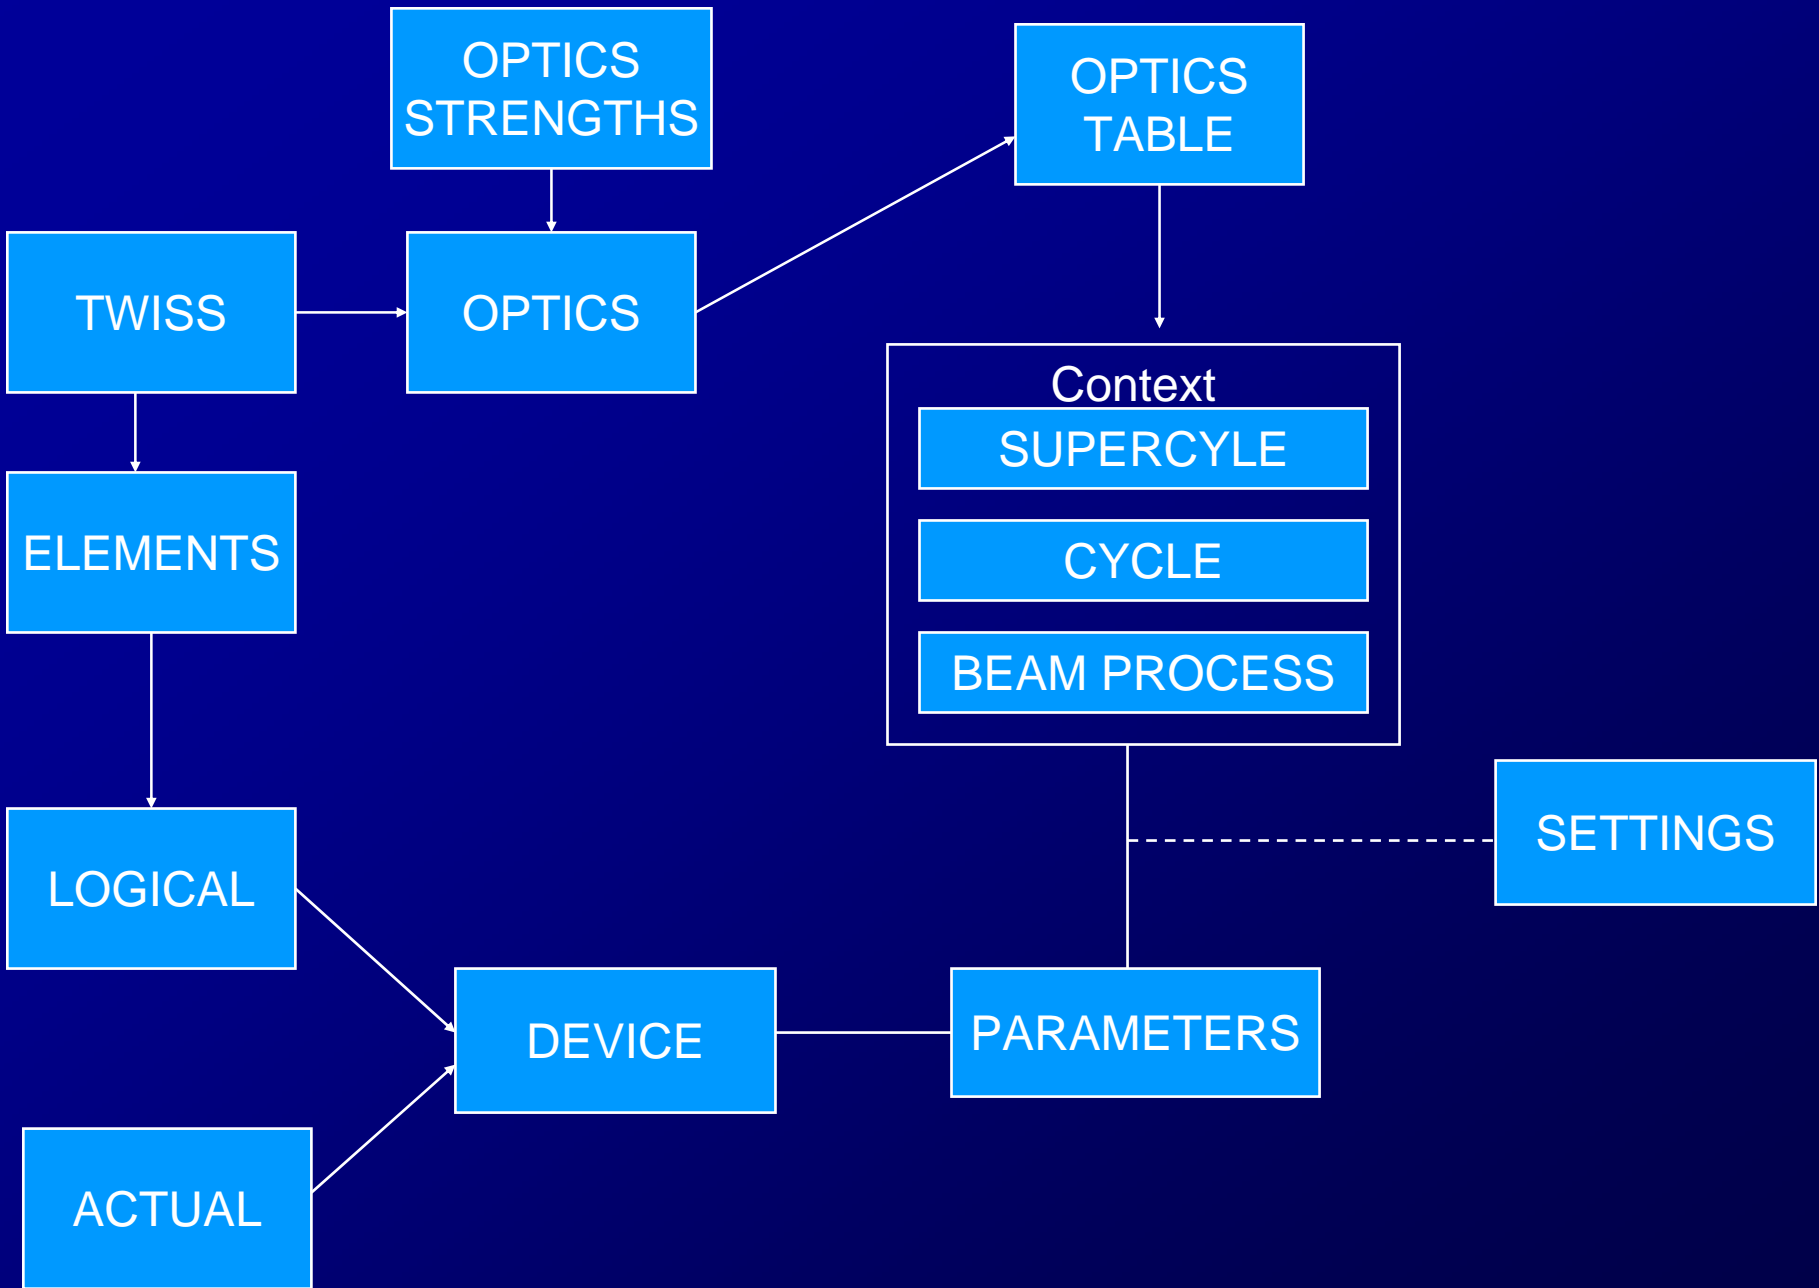 OPTICS
STRENGTHS
OPTICS
TABLE
TWISS
OPTICS
Context
SUPERCYLE
ELEMENTS
CYCLE
BEAM PROCESS
SETTINGS
LOGICAL
DEVICE
PARAMETERS
ACTUAL